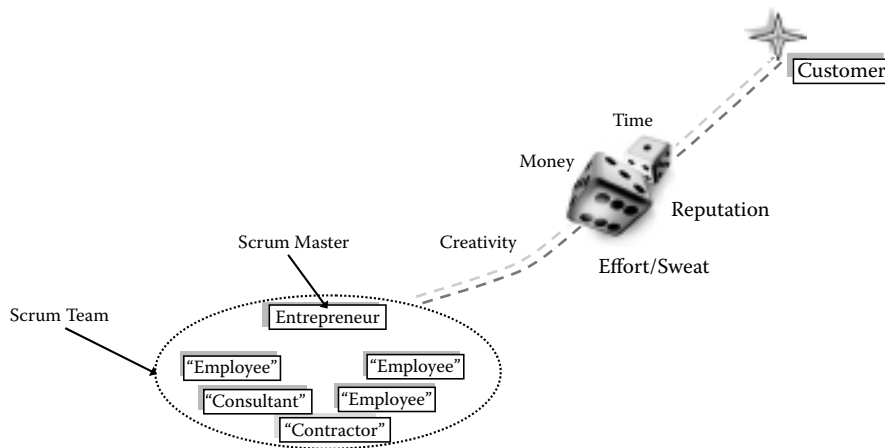 Customer
Time
Money
Reputation
Scrum Master
Creativity
Effort/Sweat
Scrum Team
Entrepreneur
“Employee”
“Employee”
“Consultant”
“Employee”
“Contractor”